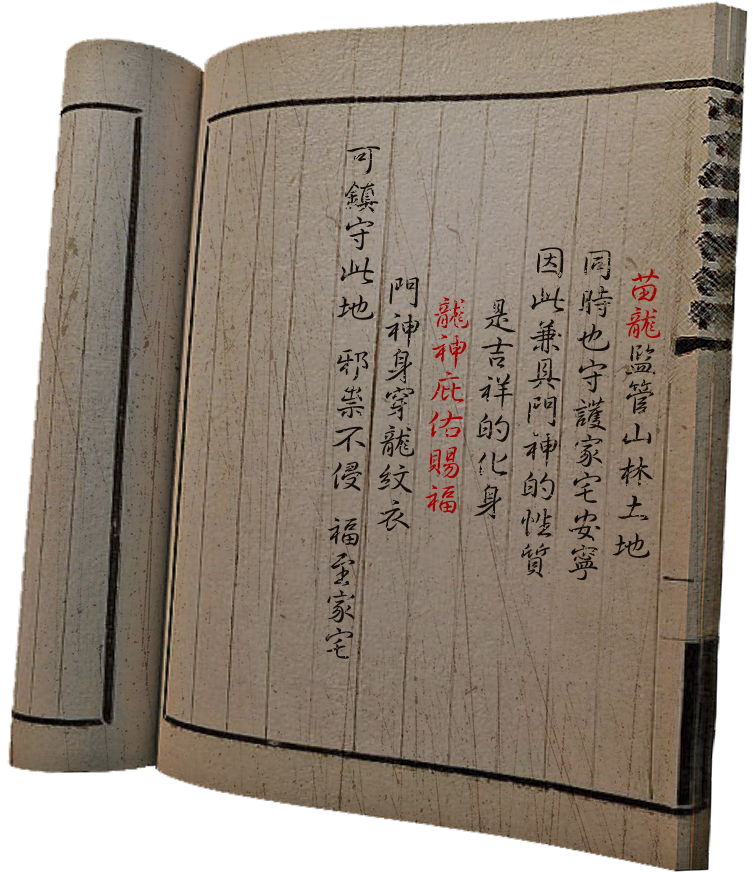 苗龍監管山林土地
同時也守護家宅安寧
因此兼具門神的性質
是吉祥的化身
龍神庇佑賜福
門神身穿龍紋衣
可鎮守此地 邪祟不侵 福至家宅